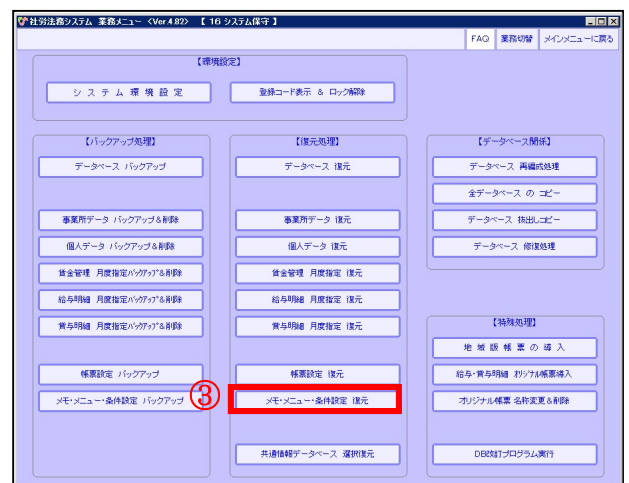 社労法務システム 業務メニュー <Ver.4.82> 【 16 システム保守 】
FAQ 業務切替 メインメニューに戻る
【環境設定】
システム環境設定
登録コード表示 & ロック解除
【バックアップ処理】
データベース バックアップ
事業所データ バックアップ&削除
個人データ バックアップ&削除
賃金管理 月度指定バックアップ&削除
給与明細 月度指定バックアップ&削除
賞与明細 月度指定バックアップ&削除
帳票設定 バックアップ
メモ・メニュー・条件設定 バックアップ
【復元処理】
データベース 復元
事業所データ 復元
個人データ 復元
賃金管理 月度指定 復元
給与明細 月度指定 復元
賞与明細 月度指定 復元
帳票設定 復元
③
メモ・メニュー・条件設定 復元
共通情報データベース 選択復元
【データベース関係】
データベース 再編成処理
全データベース の コピー
データベース 抜出しコピー
データベース 修復処理
【特殊処理】
地域版帳票の導入
給与・賞与明細 オリジナル帳票導入
オリジナル帳票 名称変更&削除
DB改訂プログラム実行